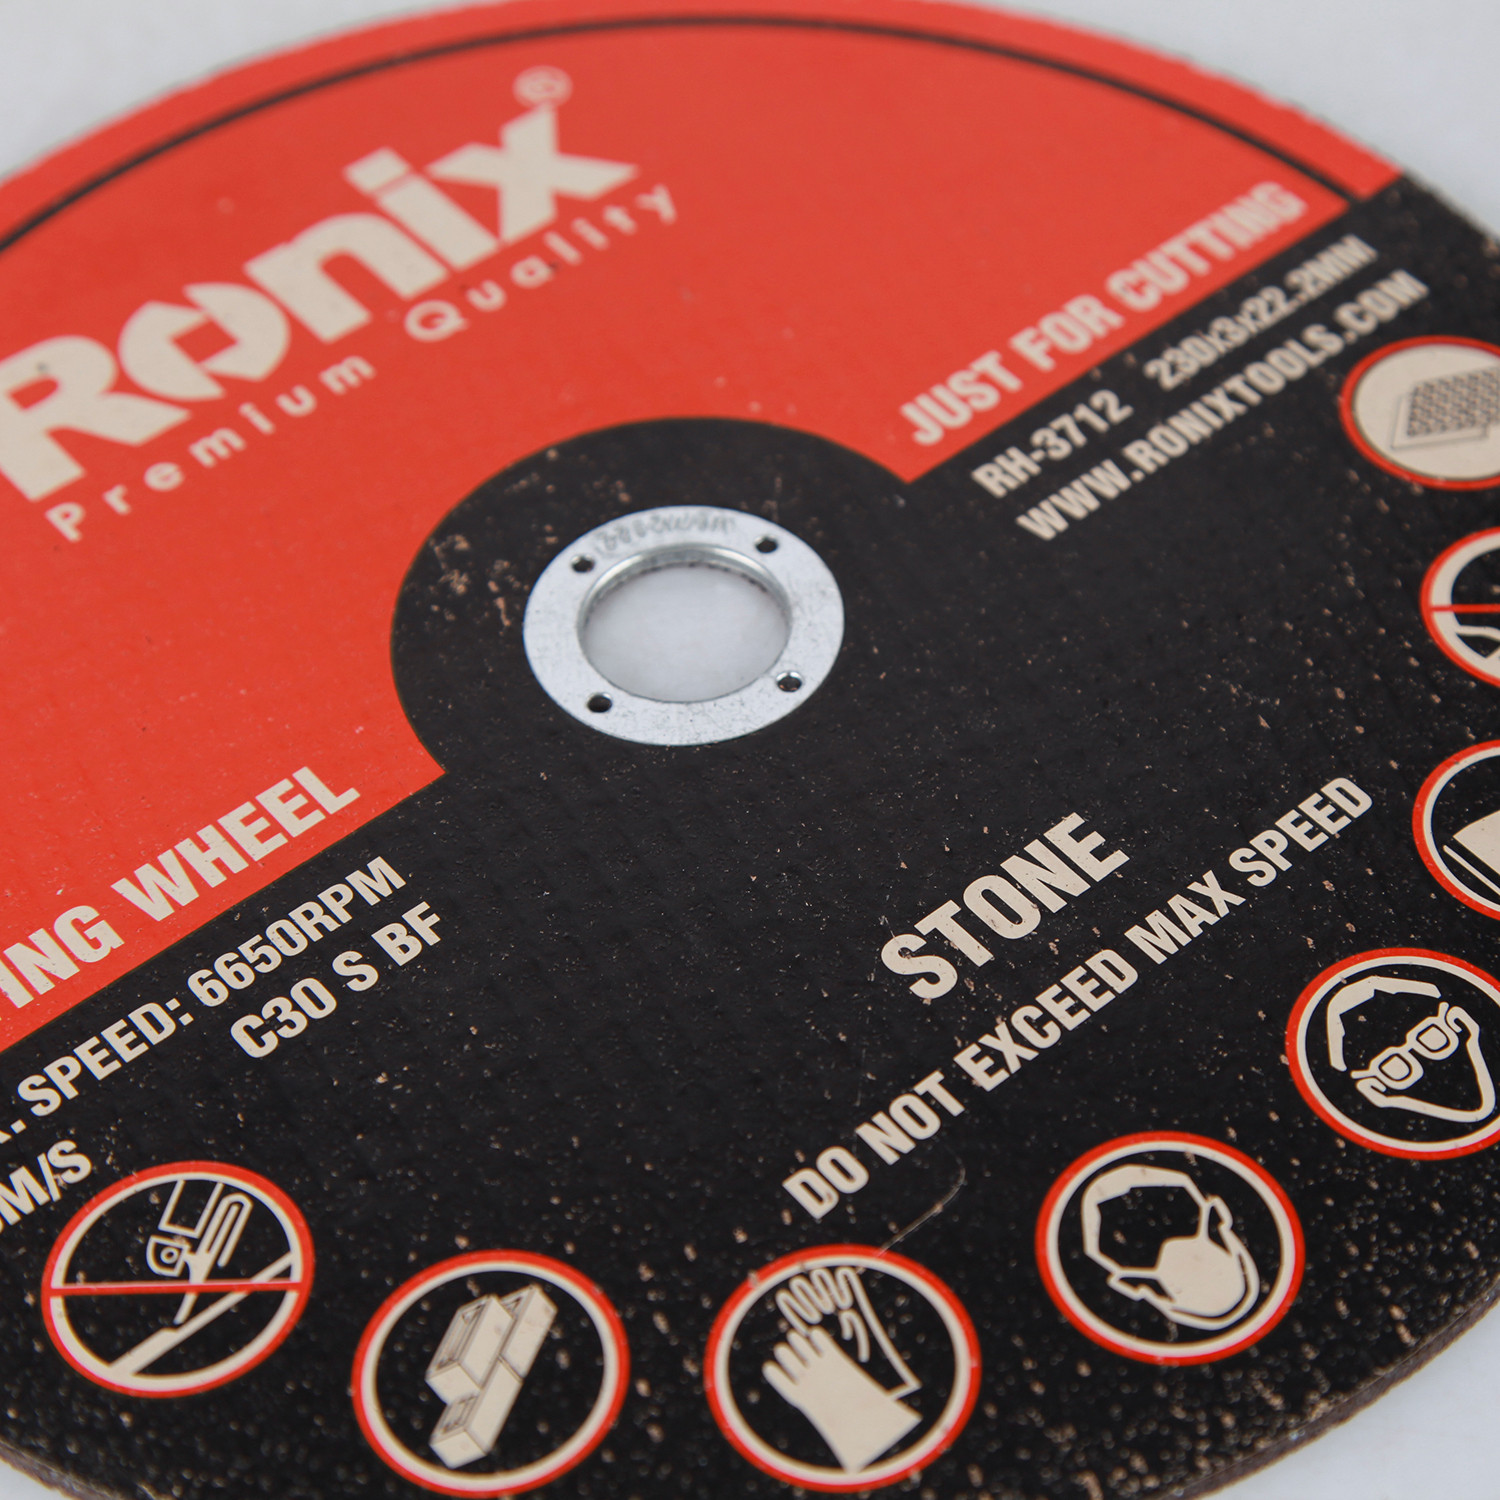 Ronix®
Premium Quality
JUST FOR CUTTING
RH-3712 230x3x22.2MM
WWW.RONIXTOOLS.COM
ING WHEEL
. SPEED: 6650RPM
C30 S BF
M/S
STONE
DO NOT EXCEED MAX SPEED